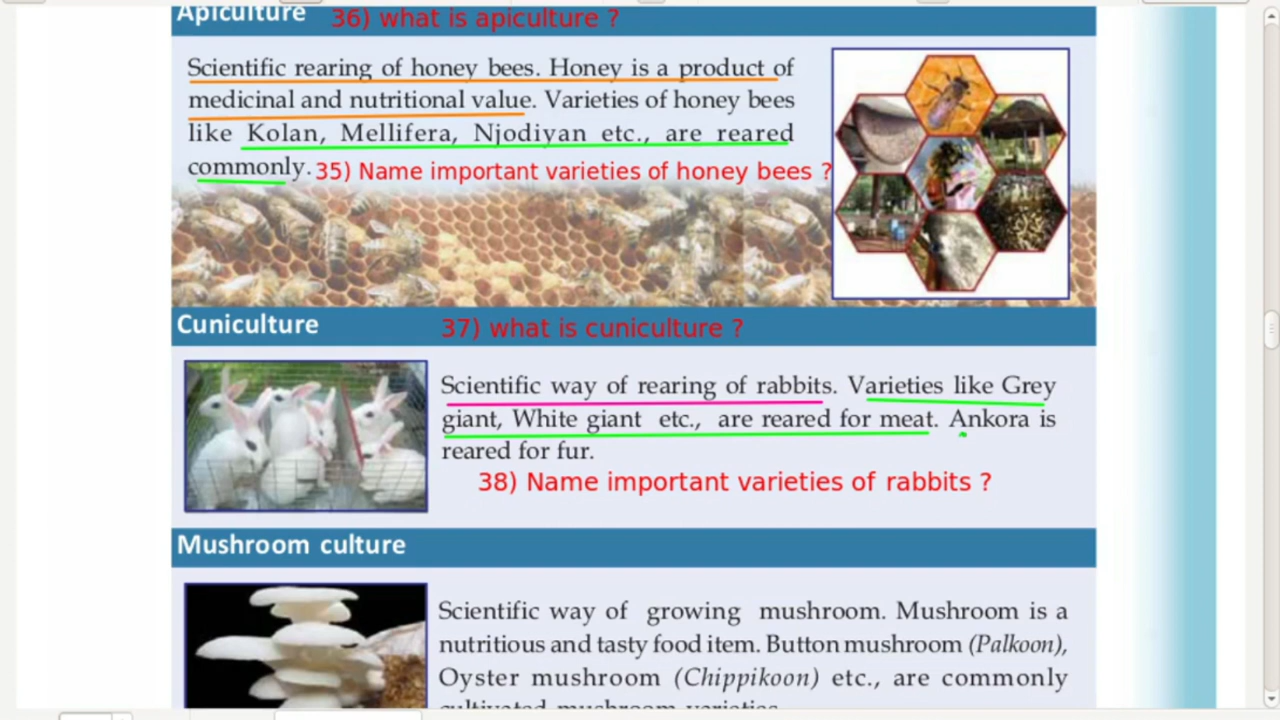 Apiculture 36) what is apiculture ?
Scientific rearing of honey bees. Honey is a product of
medicinal and nutritional value. Varieties of honey bees
like Kolan, Mellifera, Njodiyan etc., are reared
commonly. 35) Name important varieties of honey bees ?
Cuniculture 37) what is cuniculture ?
Scientific way of rearing of rabbits. Varieties like Grey
giant, White giant etc., are reared for meat. Ankora is
reared for fur.
38) Name important varieties of rabbits ?
Mushroom culture
Scientific way of growing mushroom. Mushroom is a
nutritious and tasty food item. Button mushroom (Palkoon),
Oyster mushroom (Chippikoon) etc., are commonly
cultivated mushroom varieties.